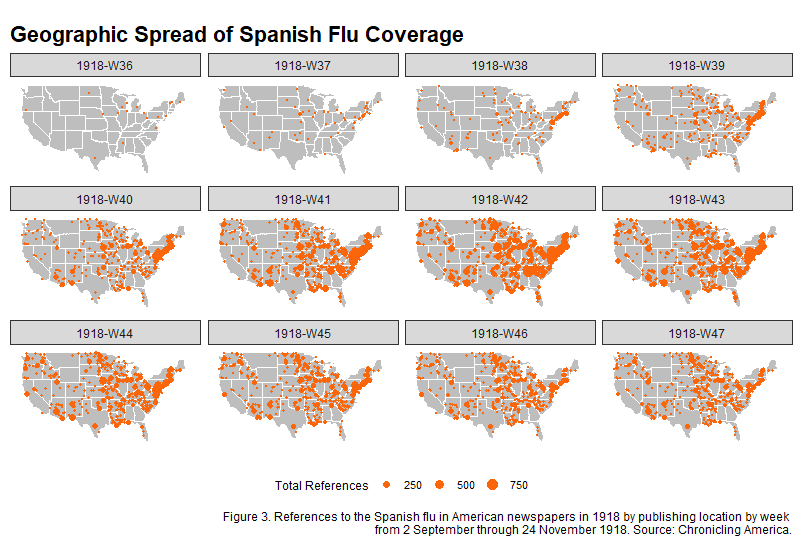 Geographic Spread of Spanish Flu Coverage
1918-W36
1918-W37
1918-W38
1918-W39
1918-W40
1918-W41
1918-W42
1918-W43
1918-W44
1918-W45
1918-W46
1918-W47
Total References 250 500 750
Figure 3. References to the Spanish flu in American newspapers in 1918 by publishing location by week
from 2 September through 24 November 1918. Source: Chronicling America.